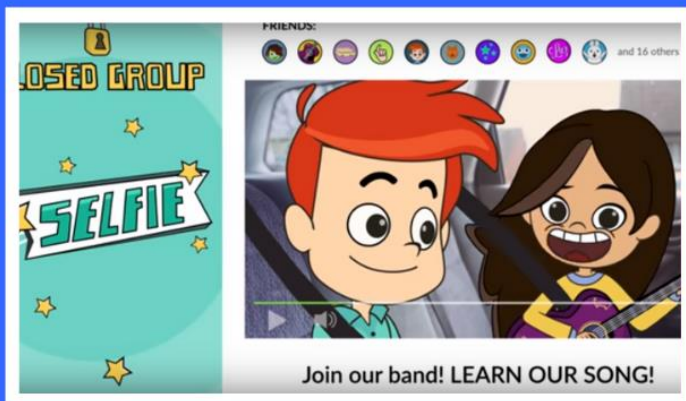 LOSED GROUP
SELFIE
FRIENDS:
and 16 others
Join our band! LEARN OUR SONG!